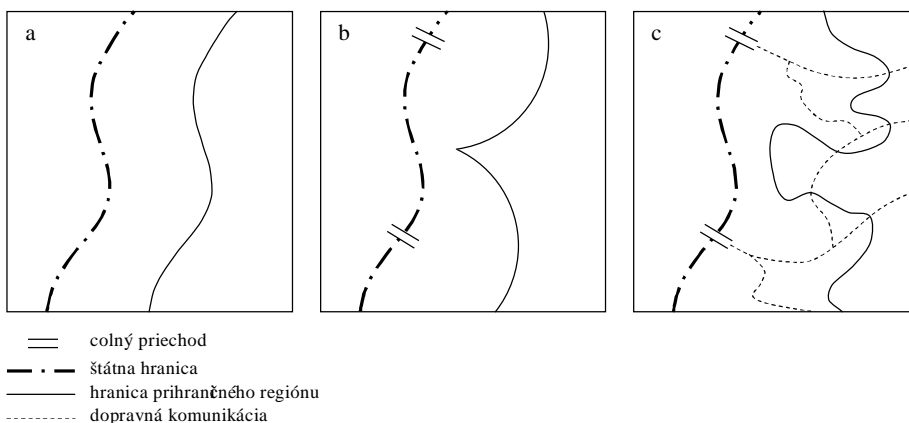 a
b
c
colný priechod
štátna hranica
hranica prihraničného regiónu
dopravná komunikácia